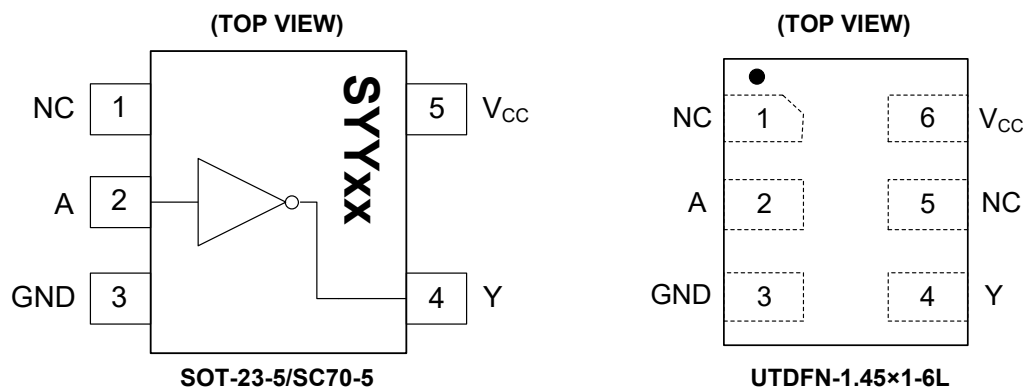 (TOP VIEW)
NC 1
5 VCC
A 2
GND 3
4 Y
SYYxx
SOT-23-5/SC70-5
(TOP VIEW)
NC 1
6 VCC
A 2
5 NC
GND 3
4 Y
UTDFN-1.45×1-6L